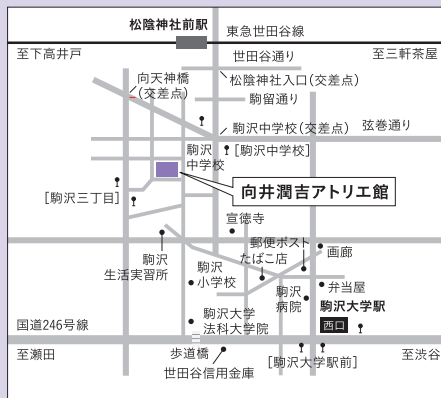 松陰神社前駅
東急世田谷線
至下高井戸
世田谷通り
至三軒茶屋
向天神橋
(交差点)
松陰神社入口(交差点)
駒留通り
駒沢中学校(交差点)
弦巻通り
駒沢
中学校
[駒沢中学校]
向井潤吉アトリエ館
[駒沢三丁目]
宣徳寺
郵便ポスト
画廊
たばこ店
駒沢
生活実習所
駒沢
小学校
駒沢
病院
弁当屋
駒沢大学駅
西口
駒沢大学
法科大学院
国道246号線
至瀬田
歩道橋
世田谷信用金庫
[駒沢大学駅前]
至渋谷